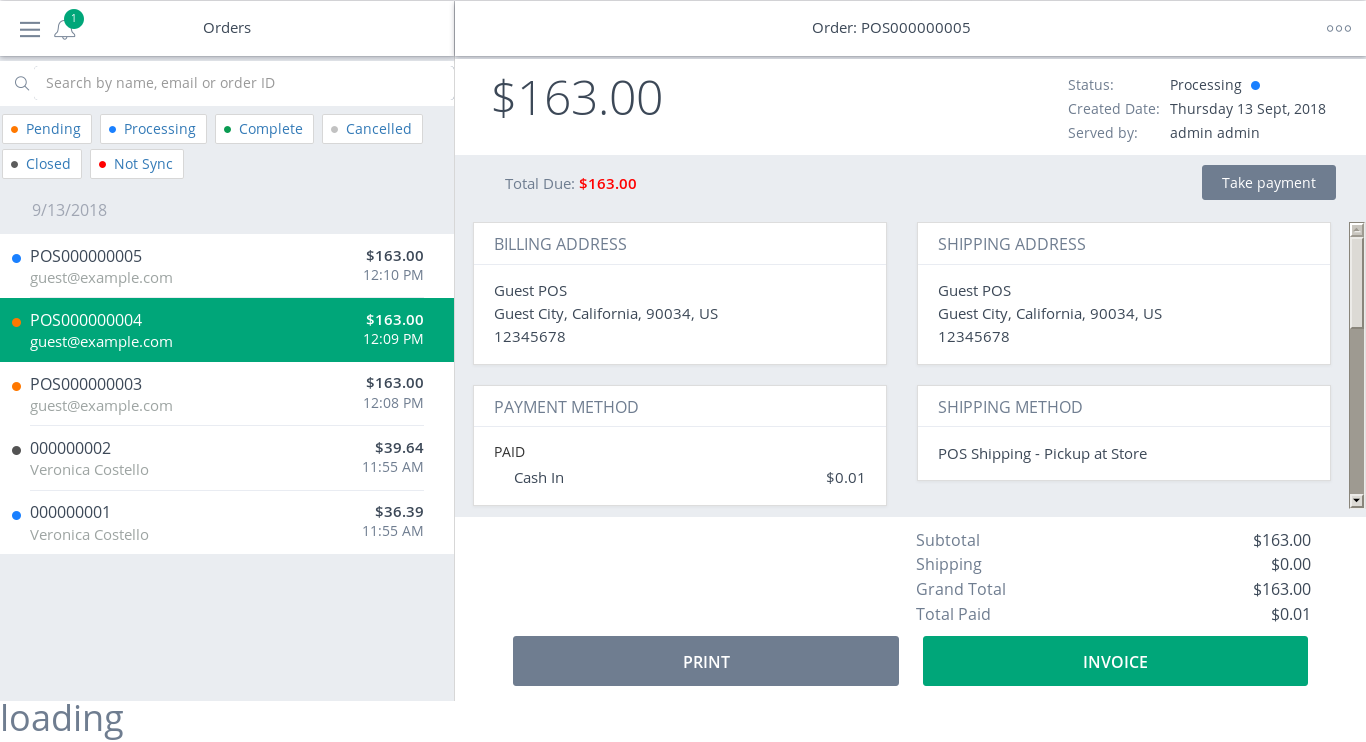 1
Orders
Order: POS000000005
Search by name, email or order ID
Pending
Processing
Complete
Cancelled
Closed
Not Sync
9/13/2018
POS000000005 $163.00
guest@example.com 12:10 PM
POS000000004 $163.00
guest@example.com 12:09 PM
POS000000003 $163.00
guest@example.com 12:08 PM
000000002 $39.64
Veronica Costello 11:55 AM
000000001 $36.39
Veronica Costello 11:55 AM
$163.00
Status: Processing
Created Date: Thursday 13 Sept, 2018
Served by: admin admin
Total Due: $163.00
Take payment
BILLING ADDRESS
Guest POS
Guest City, California, 90034, US
12345678
SHIPPING ADDRESS
Guest POS
Guest City, California, 90034, US
12345678
PAYMENT METHOD
PAID
Cash In $0.01
SHIPPING METHOD
POS Shipping - Pickup at Store
Subtotal $163.00
Shipping $0.00
Grand Total $163.00
Total Paid $0.01
PRINT
INVOICE
loading